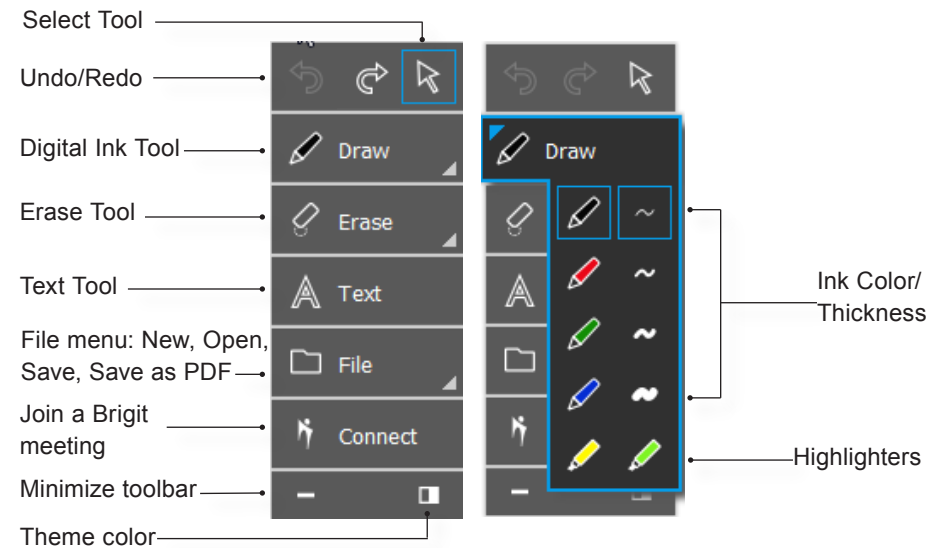 Select Tool
Undo/Redo
Digital Ink Tool
Draw
Draw
Erase Tool
Erase
Text Tool
Text
Ink Color/
Thickness
File menu: New, Open,
Save, Save as PDF
File
Join a Brigit
meeting
Connect
Highlighters
Minimize toolbar
Theme color